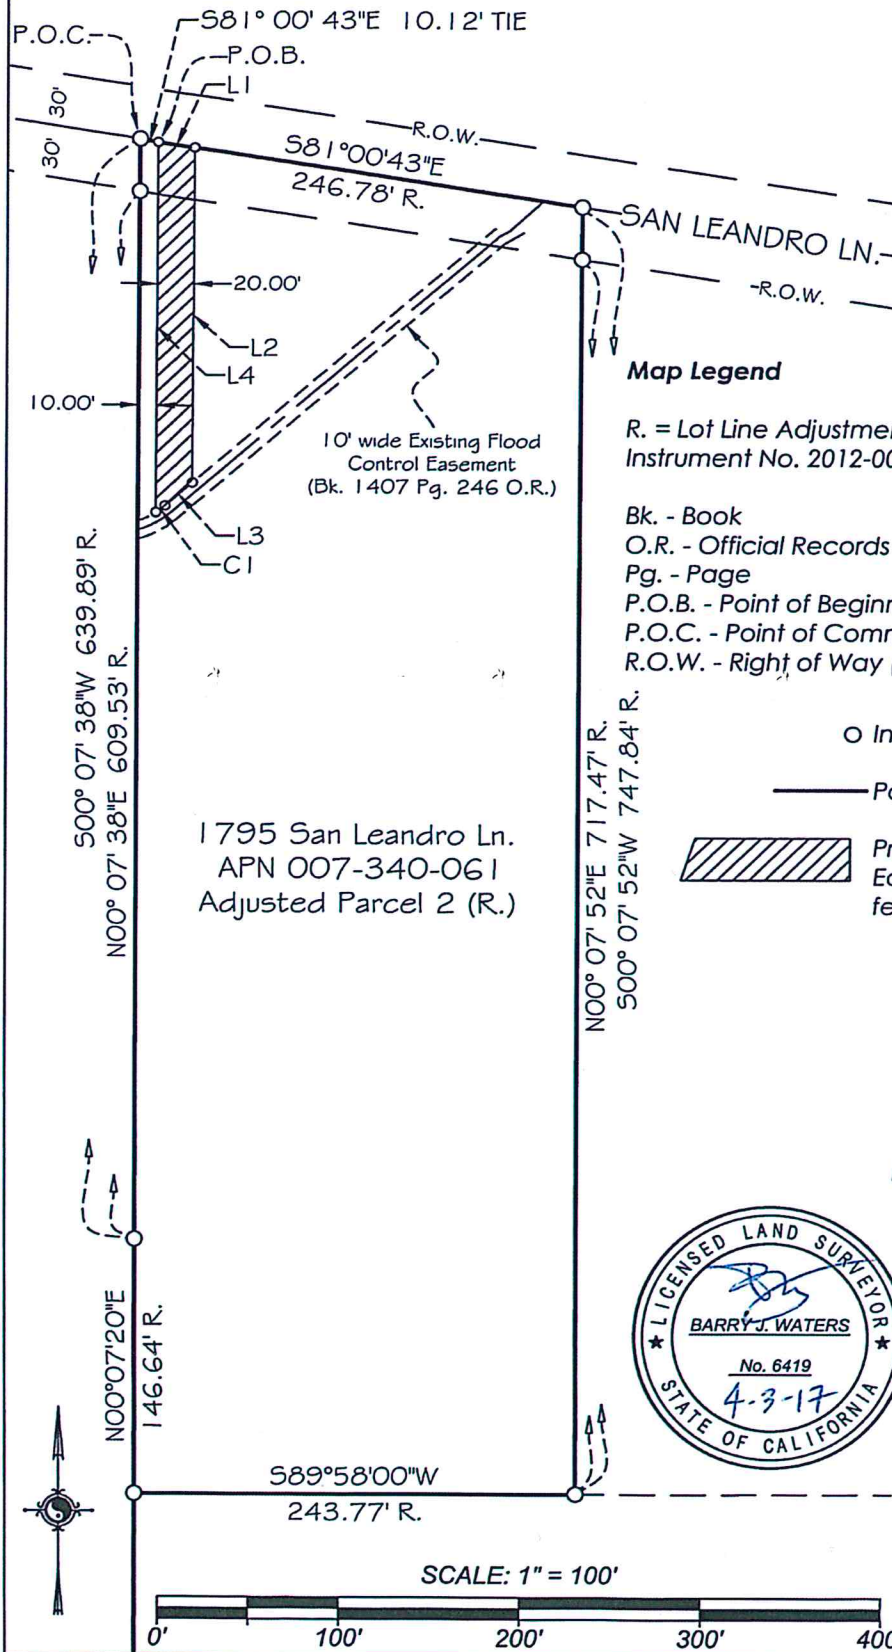 S81° 00' 43"E 10.12' TIE
P.O.C.
P.O.B.
L1
30'
30'
R.O.W.
S81°00'43"E
246.78' R.
SAN LEANDRO LN.
R.O.W.
20.00'
L2
L4
10.00'
10' wide Existing Flood
Control Easement
(Bk. 1407 Pg. 246 O.R.)
L3
C1
Map Legend
R. = Lot Line Adjustme
Instrument No. 2012-00
Bk. - Book
O.R. - Official Records
Pg. - Page
P.O.B. - Point of Beginn
P.O.C. - Point of Comm
R.O.W. - Right of Way
In
Pa
Pr
Ea
fe
S00° 07' 38"W 639.89' R.
N00° 07' 38"E 609.53' R.
1795 San Leandro Ln.
APN 007-340-061
Adjusted Parcel 2 (R.)
N00° 07' 52"E 717.47' R.
S00° 07' 52"W 747.84' R.
N00°07'20"E
146.64' R.
LICENSED LAND SURVEYOR
BARRY J. WATERS
No. 6419
4-3-17
STATE OF CALIFORNIA
S89°58'00"W
243.77' R.
SCALE: 1" = 100'
0' 100' 200' 300' 400